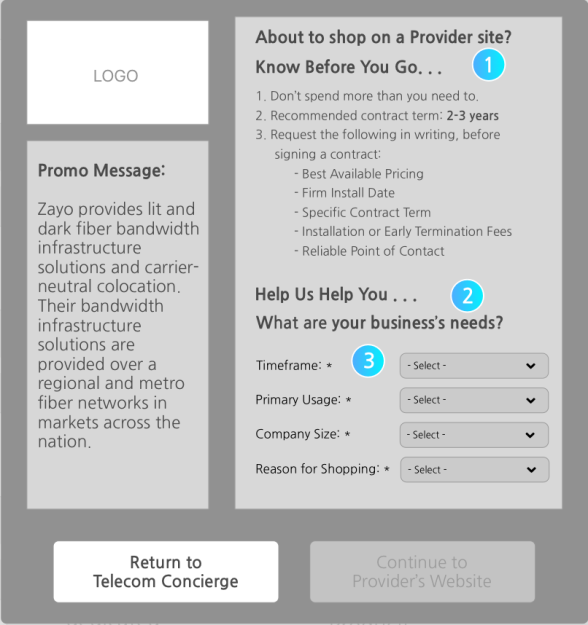 LOGO
Promo Message:
Zayo provides lit and
dark fiber bandwidth
infrastructure
solutions and carrier-
neutral colocation.
Their bandwidth
infrastructure
solutions are
provided over a
regional and metro
fiber networks in
markets across the
nation.
About to shop on a Provider site?
Know Before You Go. . . 1
1. Don't spend more than you need to.
2. Recommended contract term: 2-3 years
3. Request the following in writing, before
signing a contract:
- Best Available Pricing
- Firm Install Date
- Specific Contract Term
- Installation or Early Termination Fees
- Reliable Point of Contact
Help Us Help You . . . 2
What are your business's needs?
Timeframe: * 3 - Select -
Primary Usage: * - Select -
Company Size: * - Select -
Reason for Shopping: * - Select -
Return to
Telecom Concierge
Continue to
Provider's Website